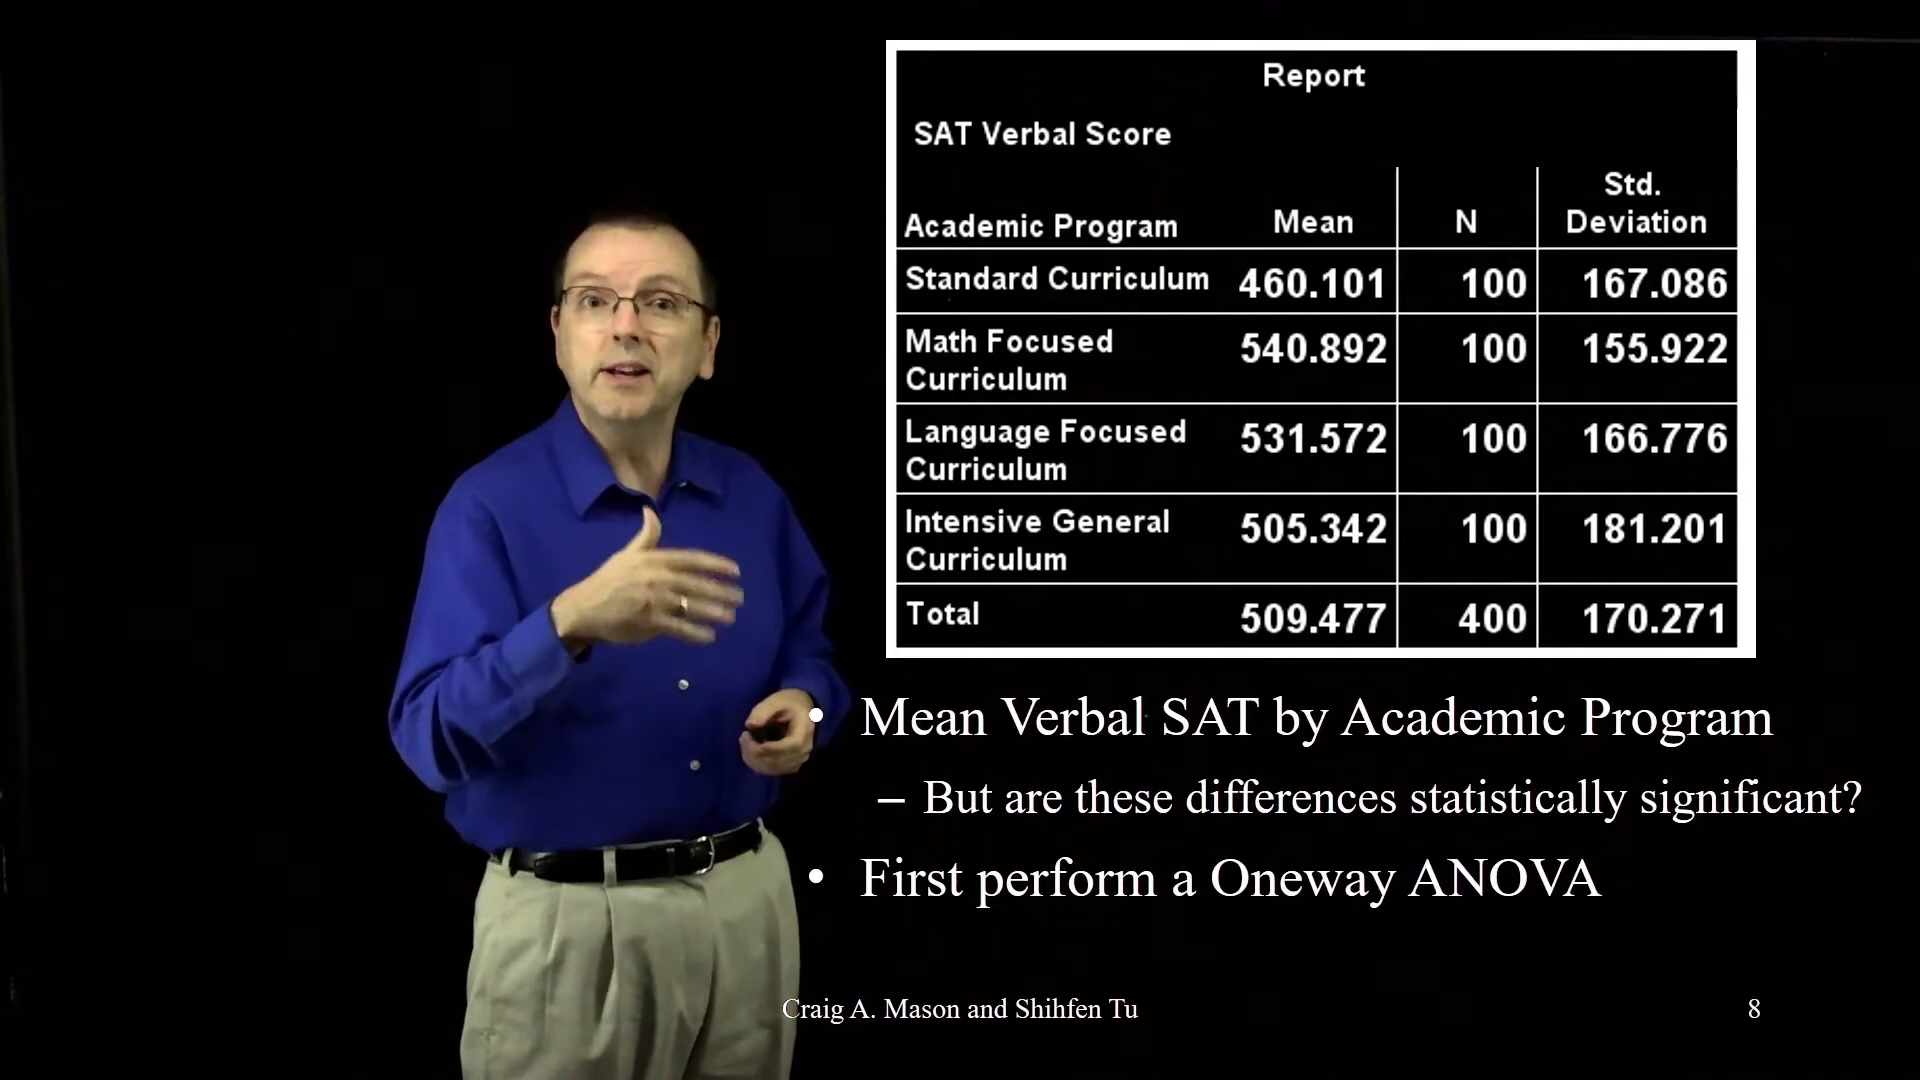 Report
SAT Verbal Score
Academic Program Mean N Std. Deviation
Standard Curriculum 460.101 100 167.086
Math Focused Curriculum 540.892 100 155.922
Language Focused Curriculum 531.572 100 166.776
Intensive General Curriculum 505.342 100 181.201
Total 509.477 400 170.271
• Mean Verbal SAT by Academic Program
– But are these differences statistically significant?
• First perform a Oneway ANOVA
Craig A. Mason and Shihfen Tu 8